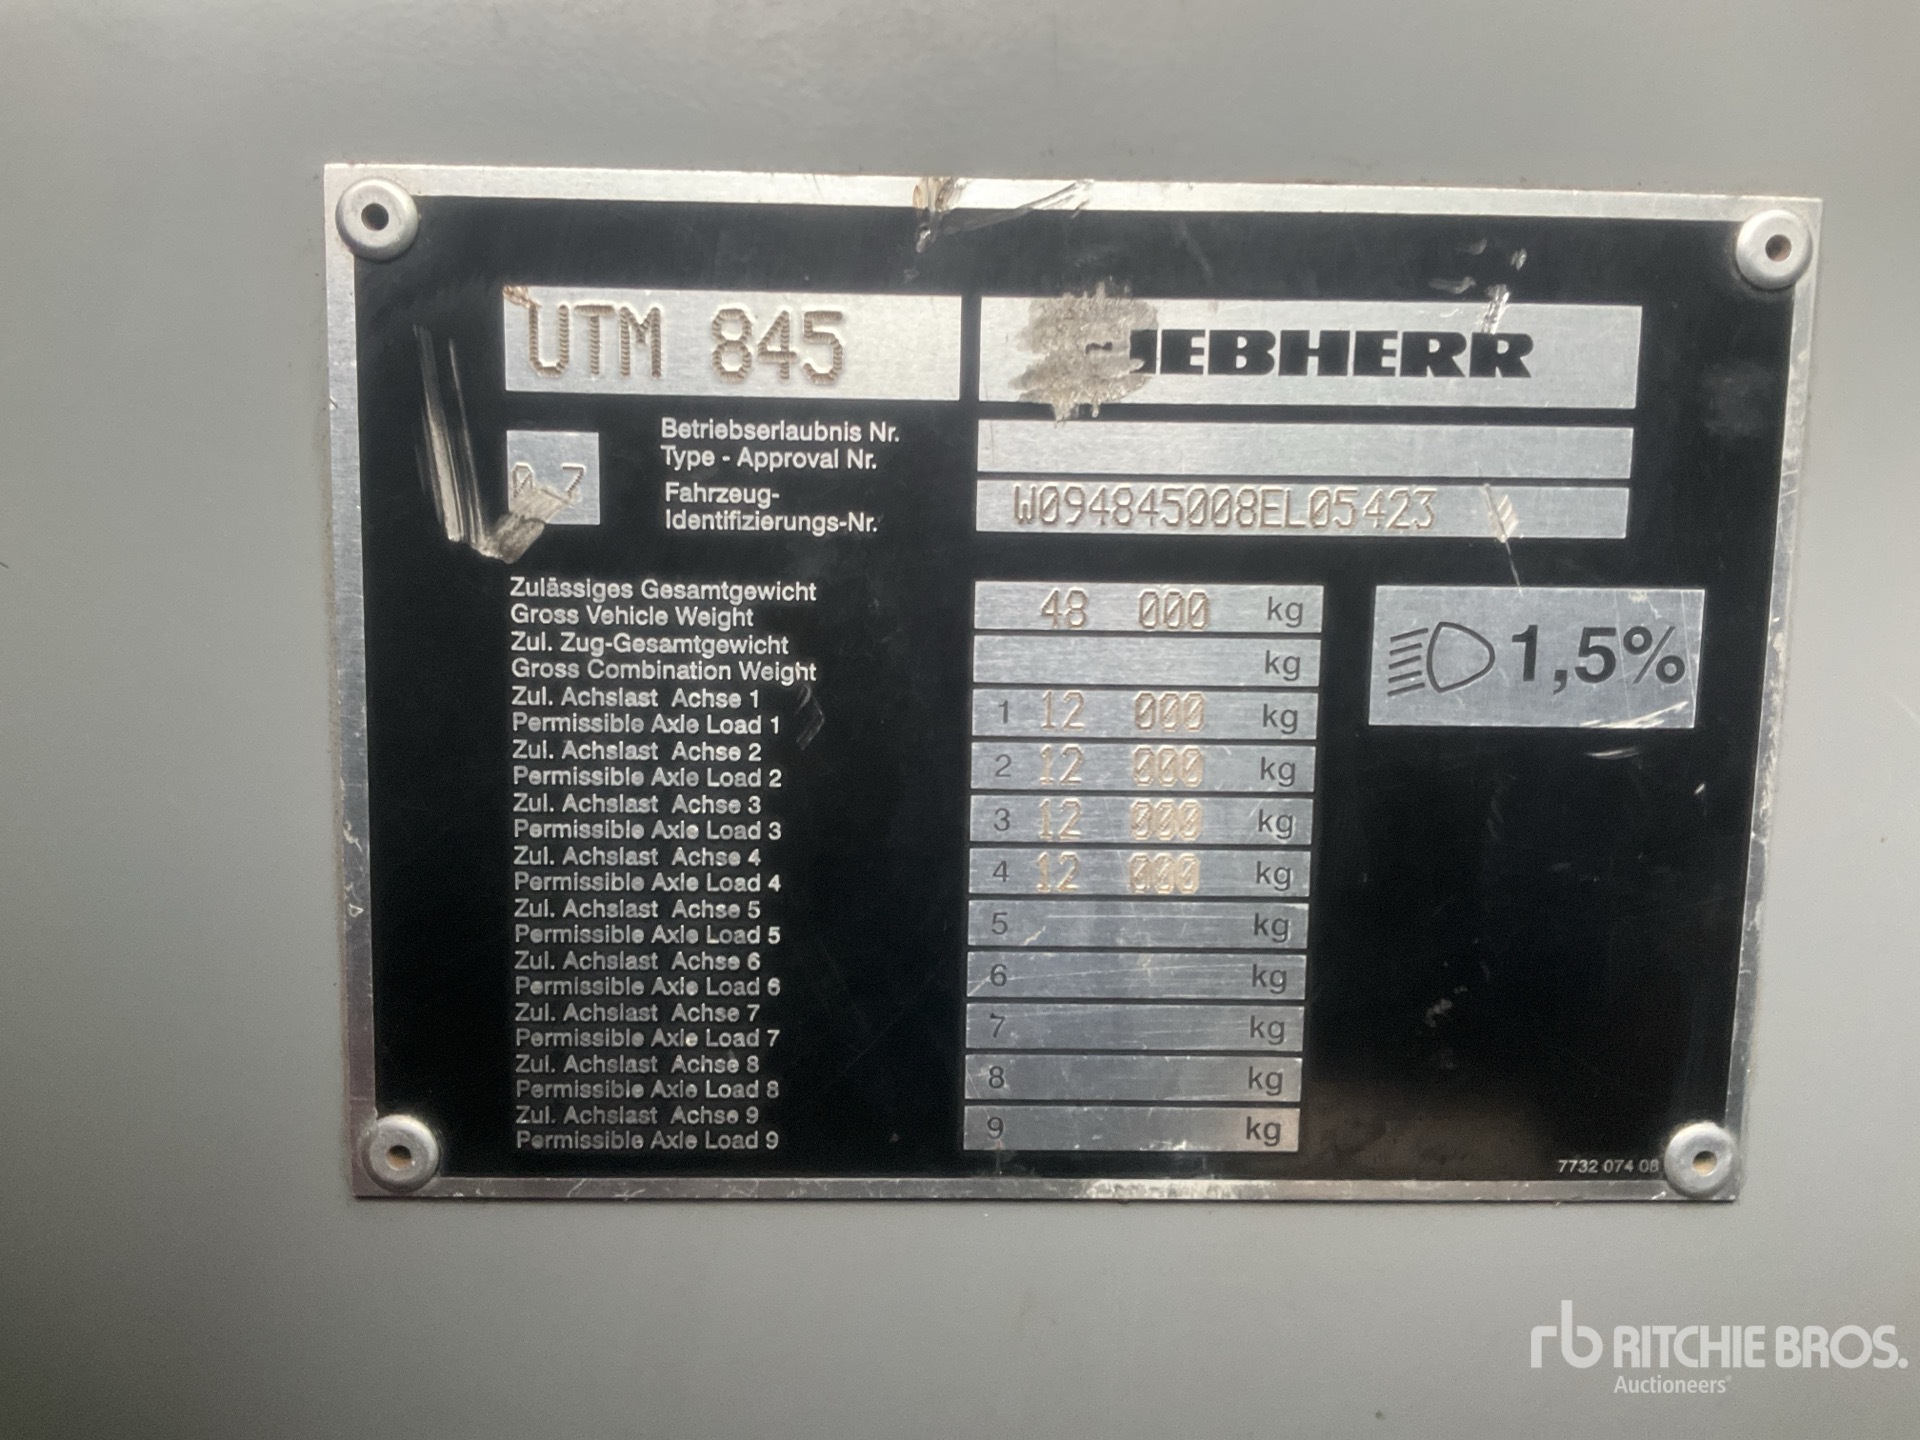 UTM 845
LIEBHERR
Betriebserlaubnis Nr.
Type - Approval Nr.
0.7
Fahrzeug-
Identifizierungs-Nr.
W094845008EL05423
Zulässiges Gesamtgewicht
Gross Vehicle Weight
48 000 kg
1,5%
Zul. Zug-Gesamtgewicht
Gross Combination Weight
kg
Zul. Achslast Achse 1
Permissible Axle Load 1
1 12 000 kg
Zul. Achslast Achse 2
Permissible Axle Load 2
2 12 000 kg
Zul. Achslast Achse 3
Permissible Axle Load 3
3 12 000 kg
Zul. Achslast Achse 4
Permissible Axle Load 4
4 12 000 kg
Zul. Achslast Achse 5
Permissible Axle Load 5
5 kg
Zul. Achslast Achse 6
Permissible Axle Load 6
6 kg
Zul. Achslast Achse 7
Permissible Axle Load 7
7 kg
Zul. Achslast Achse 8
Permissible Axle Load 8
8 kg
Zul. Achslast Achse 9
Permissible Axle Load 9
9 kg
7732 074 08
rb RITCHIE BROS.
Auctioneers